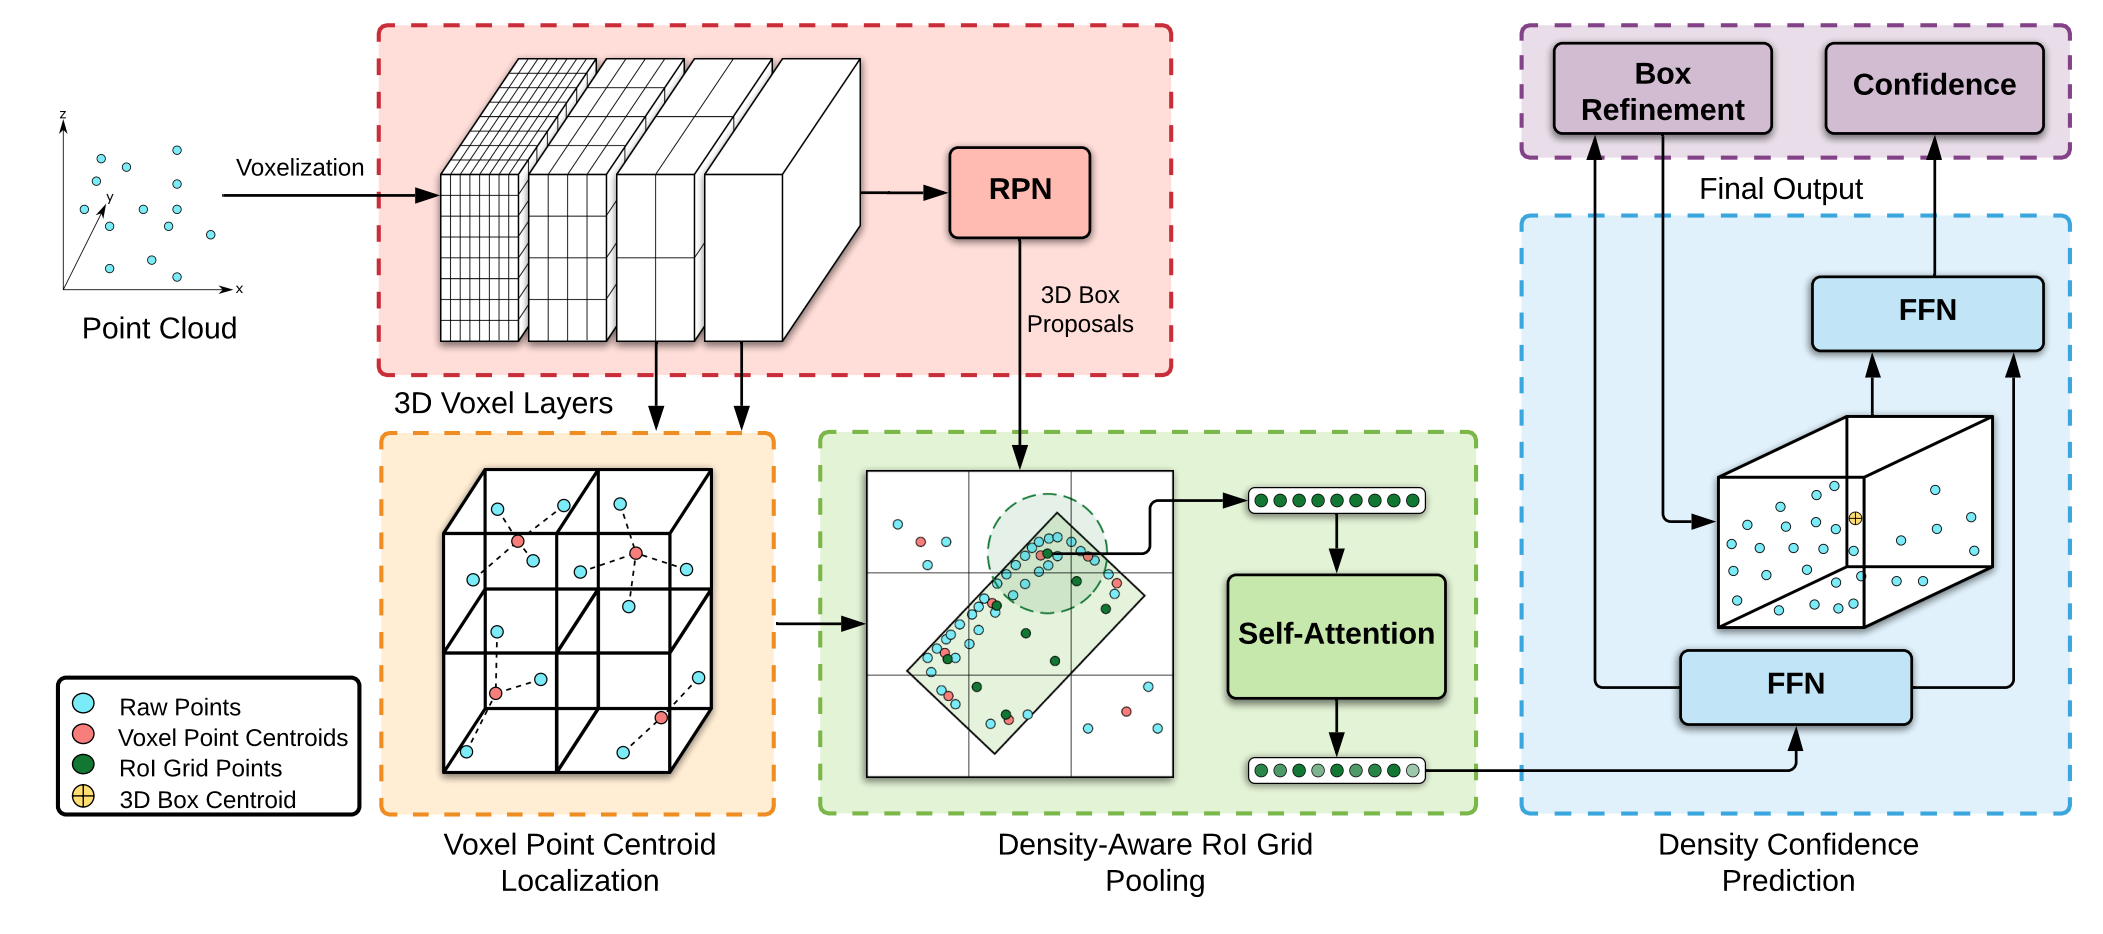 z
y
x
Point Cloud
Voxelization
RPN
3D Box
Proposals
3D Voxel Layers
Box
Refinement
Confidence
Final Output
FFN
FFN
Self-Attention
Raw Points
Voxel Point Centroids
RoI Grid Points
3D Box Centroid
Voxel Point Centroid
Localization
Density-Aware RoI Grid
Pooling
Density Confidence
Prediction